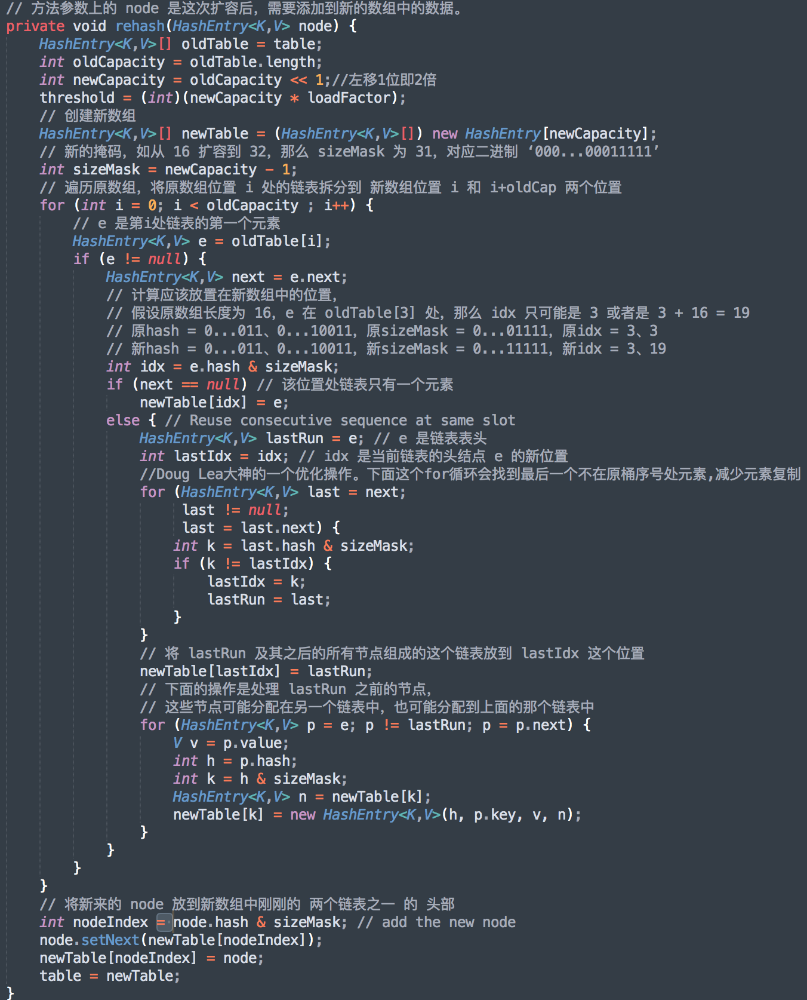 // 方法参数上的 node 是这次扩容后，需要添加到新的数组中的数据。
private void rehash(HashEntry<K,V> node) {
    HashEntry<K,V>[] oldTable = table;
    int oldCapacity = oldTable.length;
    int newCapacity = oldCapacity << 1;//左移1位即2倍
    threshold = (int)(newCapacity * loadFactor);
    // 创建新数组
    HashEntry<K,V>[] newTable = (HashEntry<K,V>[]) new HashEntry[newCapacity];
    // 新的掩码，如从 16 扩容到 32，那么 sizeMask 为 31，对应二进制 ‘000...00011111’
    int sizeMask = newCapacity - 1;
    // 遍历原数组，将原数组位置 i 处的链表拆分到 新数组位置 i 和 i+oldCap 两个位置
    for (int i = 0; i < oldCapacity ; i++) {
        // e 是第i处链表的第一个元素
        HashEntry<K,V> e = oldTable[i];
        if (e != null) {
            HashEntry<K,V> next = e.next;
            // 计算应该放置在新数组中的位置，
            // 假设原数组长度为 16，e 在 oldTable[3] 处，那么 idx 只可能是 3 或者是 3 + 16 = 19
            // 原hash = 0...011、0...10011，原sizeMask = 0...01111，原idx = 3、3
            // 新hash = 0...011、0...10011，新sizeMask = 0...11111，新idx = 3、19
            int idx = e.hash & sizeMask;
            if (next == null) // 该位置处链表只有一个元素
                newTable[idx] = e;
            else { // Reuse consecutive sequence at same slot
                HashEntry<K,V> lastRun = e; // e 是链表表头
                int lastIdx = idx; // idx 是当前链表的头结点 e 的新位置
                //Doug Lea大神的一个优化操作。下面这个for循环会找到最后一个不在原桶序号处元素,减少元素复制
                for (HashEntry<K,V> last = next;
                     last != null;
                     last = last.next) {
                    int k = last.hash & sizeMask;
                    if (k != lastIdx) {
                        lastIdx = k;
                        lastRun = last;
                    }
                }
                // 将 lastRun 及其之后的所有节点组成的这个链表放到 lastIdx 这个位置
                newTable[lastIdx] = lastRun;
                // 下面的操作是处理 lastRun 之前的节点，
                // 这些节点可能分配在另一个链表中，也可能分配到上面的那个链表中
                for (HashEntry<K,V> p = e; p != lastRun; p = p.next) {
                    V v = p.value;
                    int h = p.hash;
                    int k = h & sizeMask;
                    HashEntry<K,V> n = newTable[k];
                    newTable[k] = new HashEntry<K,V>(h, p.key, v, n);
                }
            }
        }
    }
    // 将新来的 node 放到新数组中刚刚的 两个链表之一 的 头部
    int nodeIndex = node.hash & sizeMask; // add the new node
    node.setNext(newTable[nodeIndex]);
    newTable[nodeIndex] = node;
    table = newTable;
}